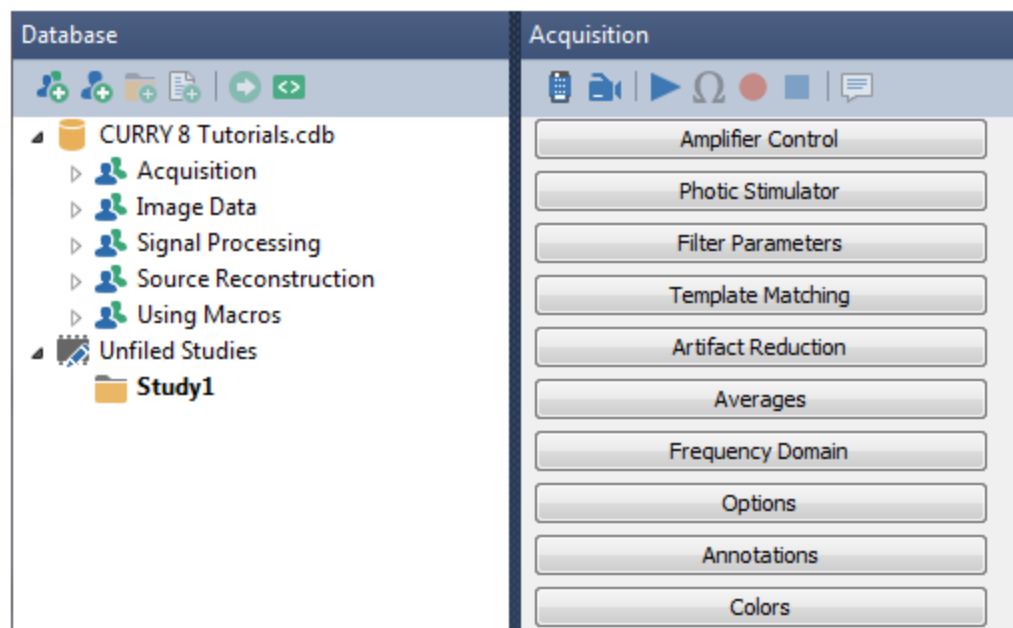 Database
CURRY 8 Tutorials.cdb
Acquisition
Image Data
Signal Processing
Source Reconstruction
Using Macros
Unfiled Studies
Study1
Acquisition
Amplifier Control
Photic Stimulator
Filter Parameters
Template Matching
Artifact Reduction
Averages
Frequency Domain
Options
Annotations
Colors